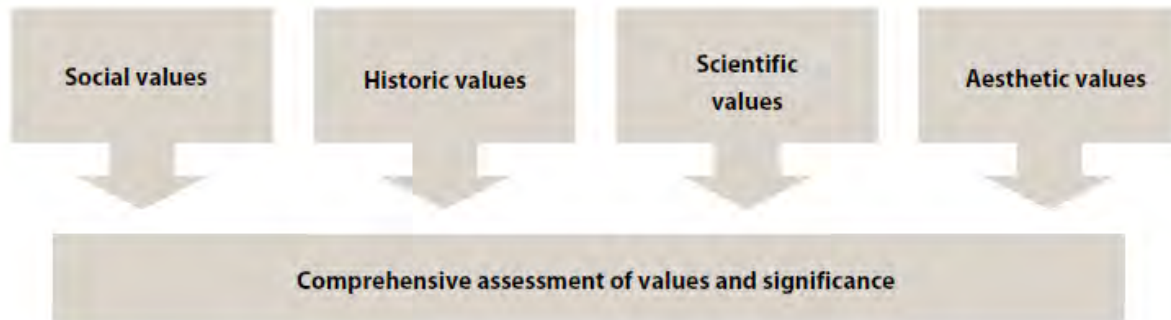 Social values
Historic values
Scientific
values
Aesthetic values
Comprehensive assessment of values and significance